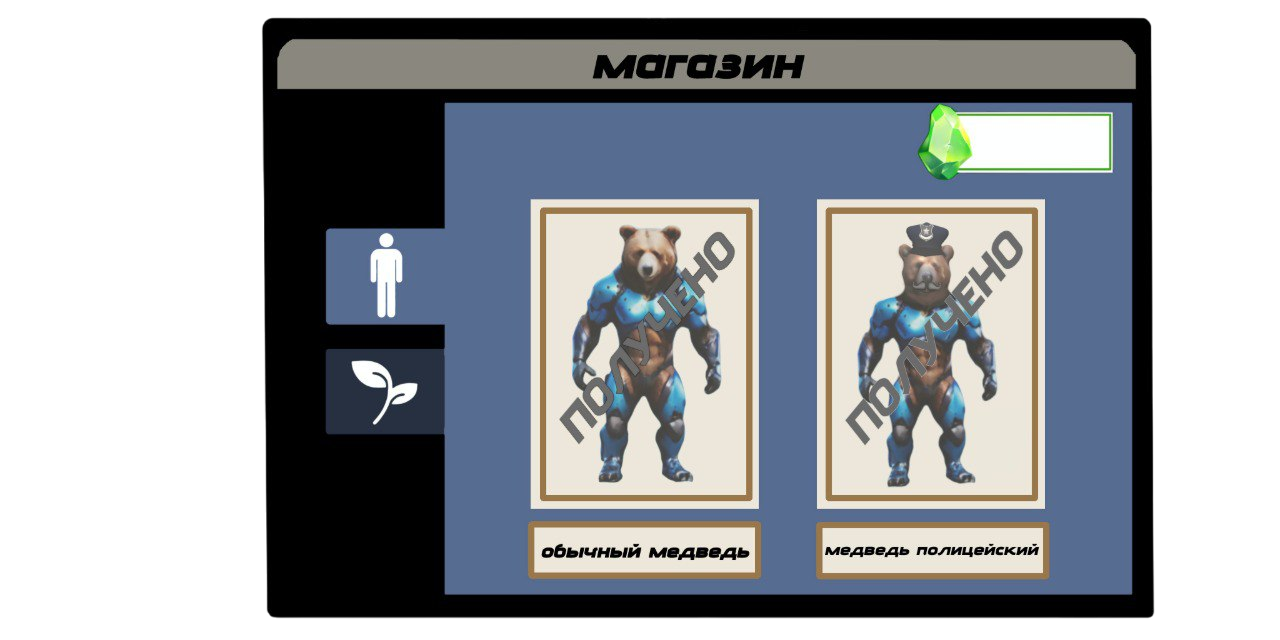 магазин
ПОЛУЧЕНО
ПОЛУЧЕНО
обычный медведь
медведь полицейский